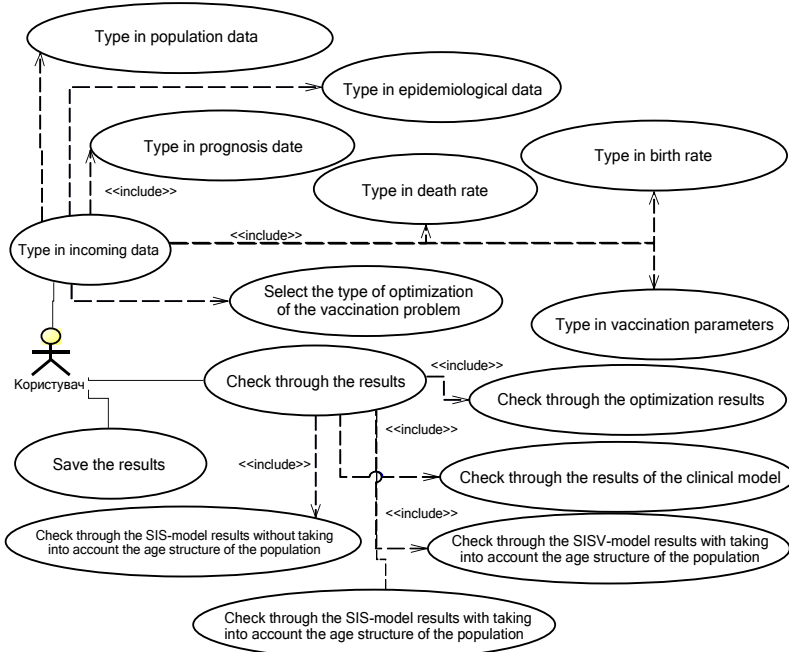 Type in population data
Type in epidemiological data
Type in prognosis date
Type in birth rate
<<include>>
Type in death rate
<<include>>
Type in incoming data
Select the type of optimization
of the vaccination problem
Type in vaccination parameters
Користувач
Check through the results
<<include>>
Check through the optimization results
<<include>>
Save the results
<<include>>
Check through the results of the clinical model
<<include>>
Check through the SIS-model results without taking
into account the age structure of the population
Check through the SISV-model results with taking
into account the age structure of the population
Check through the SIS-model results with taking
into account the age structure of the population